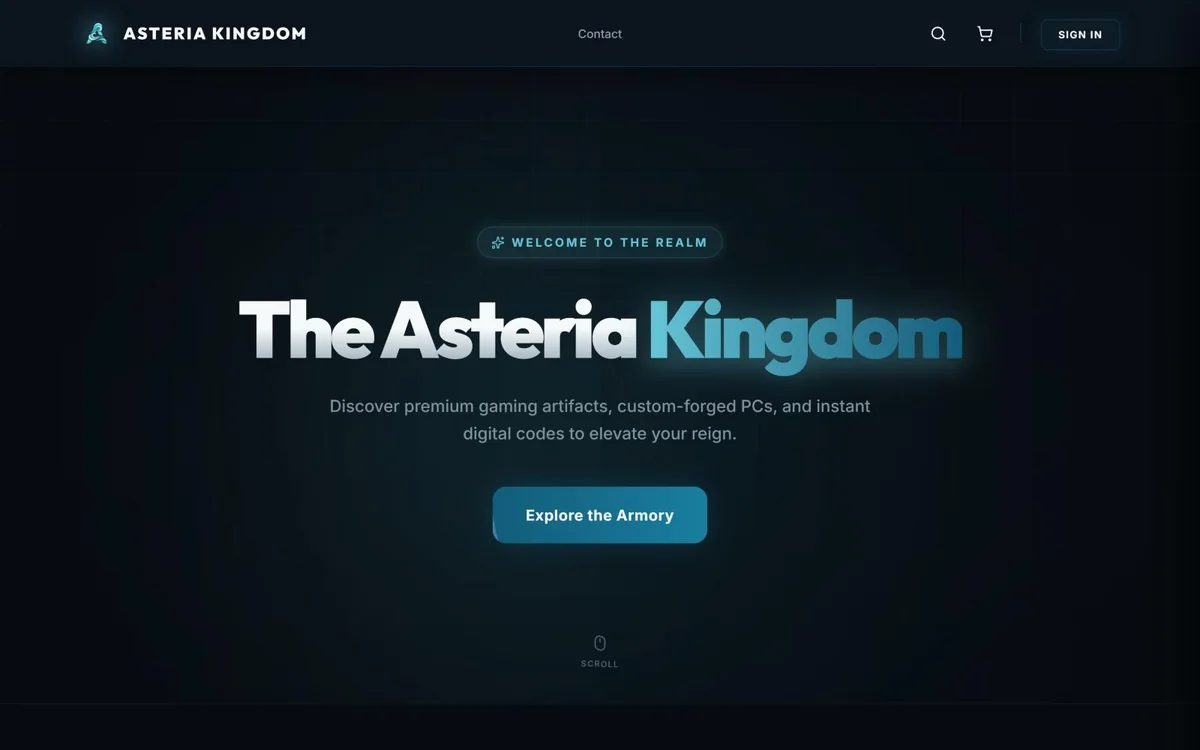 ASTERIA KINGDOM
Contact
SIGN IN
WELCOME TO THE REALM
The Asteria Kingdom
Discover premium gaming artifacts, custom-forged PCs, and instant
digital codes to elevate your reign.
Explore the Armory
SCROLL